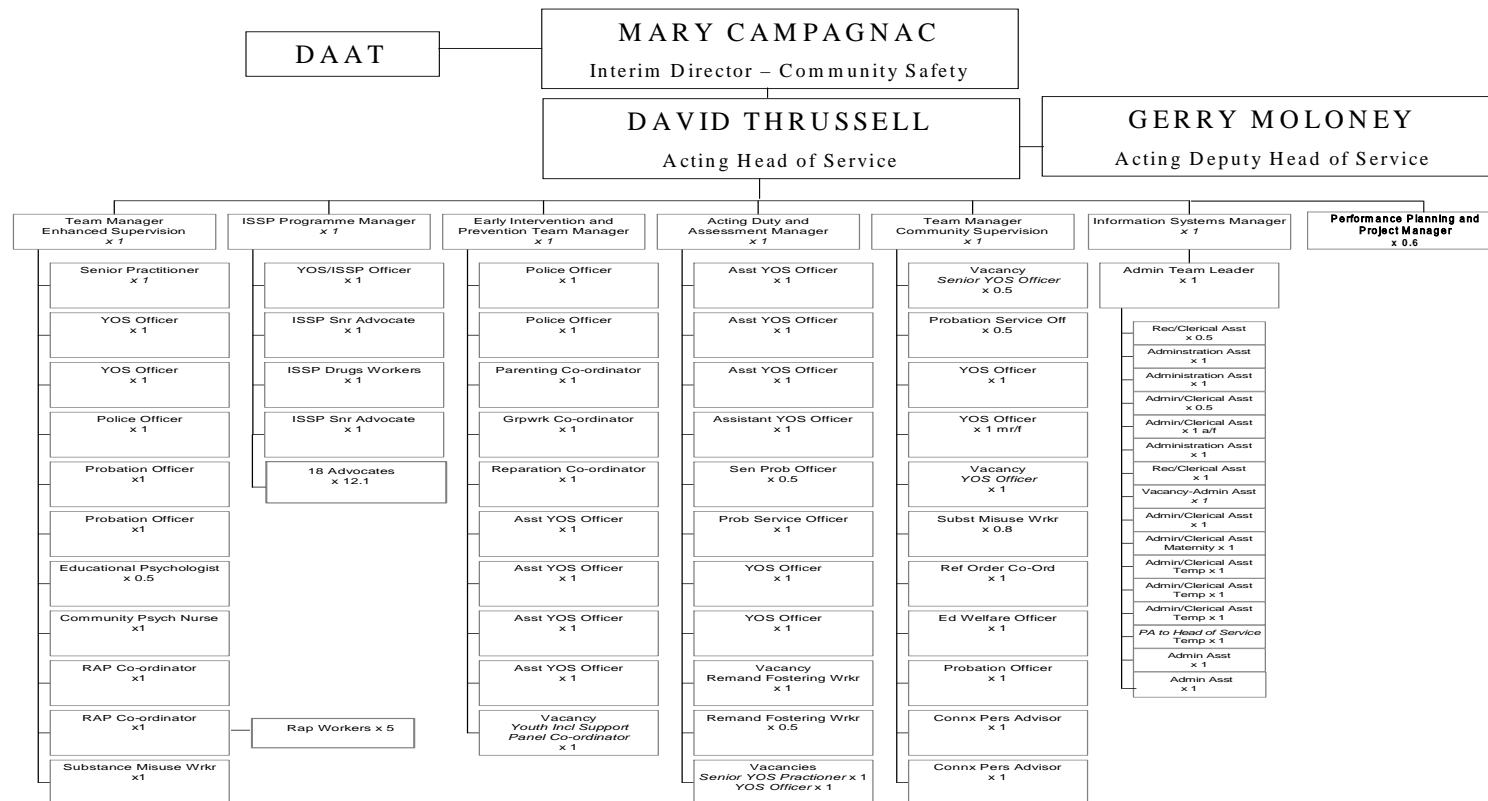 DAAT
MARY CAMPAGNAC
Interim Director – Community Safety
DAVID THRUSSELL
Acting Head of Service
GERRY MOLONEY
Acting Deputy Head of Service
Team Manager
Enhanced Supervision
x 1
Senior Practitioner
x 1
YOS Officer
x 1
YOS Officer
x 1
Police Officer
x 1
Probation Officer
x1
Probation Officer
x1
Educational Psychologist
x 0.5
Community Psych Nurse
x1
RAP Co-ordinator
x1
RAP Co-ordinator
x1
Rap Workers x 5
Substance Misuse Wrkr
x1
ISSP Programme Manager
x 1
YOS/ISSP Officer
x 1
ISSP Snr Advocate
x 1
ISSP Drugs Workers
x 1
ISSP Snr Advocate
x 1
18 Advocates
x 12.1
Early Intervention and
Prevention Team Manager
x 1
Police Officer
x 1
Police Officer
x 1
Parenting Co-ordinator
x 1
Grpwrk Co-ordinator
x 1
Reparation Co-ordinator
x 1
Asst YOS Officer
x 1
Asst YOS Officer
x 1
Asst YOS Officer
x 1
Asst YOS Officer
x 1
Vacancy
Youth Incl Support
Panel Co-ordinator
x 1
Acting Duty and
Assessment Manager
x 1
Asst YOS Officer
x 1
Asst YOS Officer
x 1
Asst YOS Officer
x 1
Assistant YOS Officer
x 1
Sen Prob Officer
x 0.5
Prob Service Officer
x 1
YOS Officer
x 1
YOS Officer
x 1
Vacancy
Remand Fostering Wrkr
x 1
Remand Fostering Wrkr
x 0.5
Vacancies
Senior YOS Practioner x 1
YOS Officer x 1
Team Manager
Community Supervision
x 1
Vacancy
Senior YOS Officer
x 0.5
Probation Service Off
x 0.5
YOS Officer
x 1
YOS Officer
x 1 mr/f
Vacancy
YOS Officer
x 1
Subst Misuse Wrkr
x 0.8
Ref Order Co-Ord
x 1
Ed Welfare Officer
x 1
Probation Officer
x 1
Connx Pers Advisor
x 1
Connx Pers Advisor
x 1
Information Systems Manager
x 1
Admin Team Leader
x 1
Rec/Clerical Asst
x 0.5
Adminstration Asst
x 1
Administration Asst
x 1
Admin/Clerical Asst
x 0.5
Admin/Clerical Asst
x 1 a/f
Administration Asst
x 1
Rec/Clerical Asst
x 1
Vacancy-Admin Asst
x 1
Admin/Clerical Asst
x 1
Admin/Clerical Asst
Maternity x 1
Admin/Clerical Asst
Temp x 1
Admin/Clerical Asst
Temp x 1
Admin/Clerical Asst
Temp x 1
PA to Head of Service
Temp x 1
Admin Asst
x 1
Admin Asst
x 1
Performance Planning and
Project Manager
x 0.6